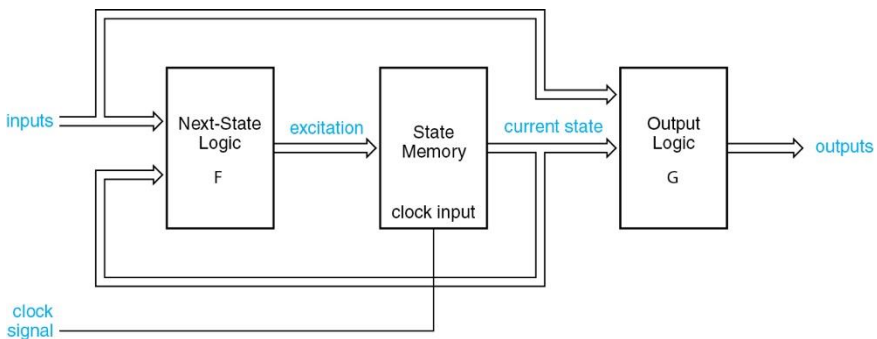 inputs
Next-State
Logic
F
excitation
State
Memory
clock input
current state
Output
Logic
G
outputs
clock
signal